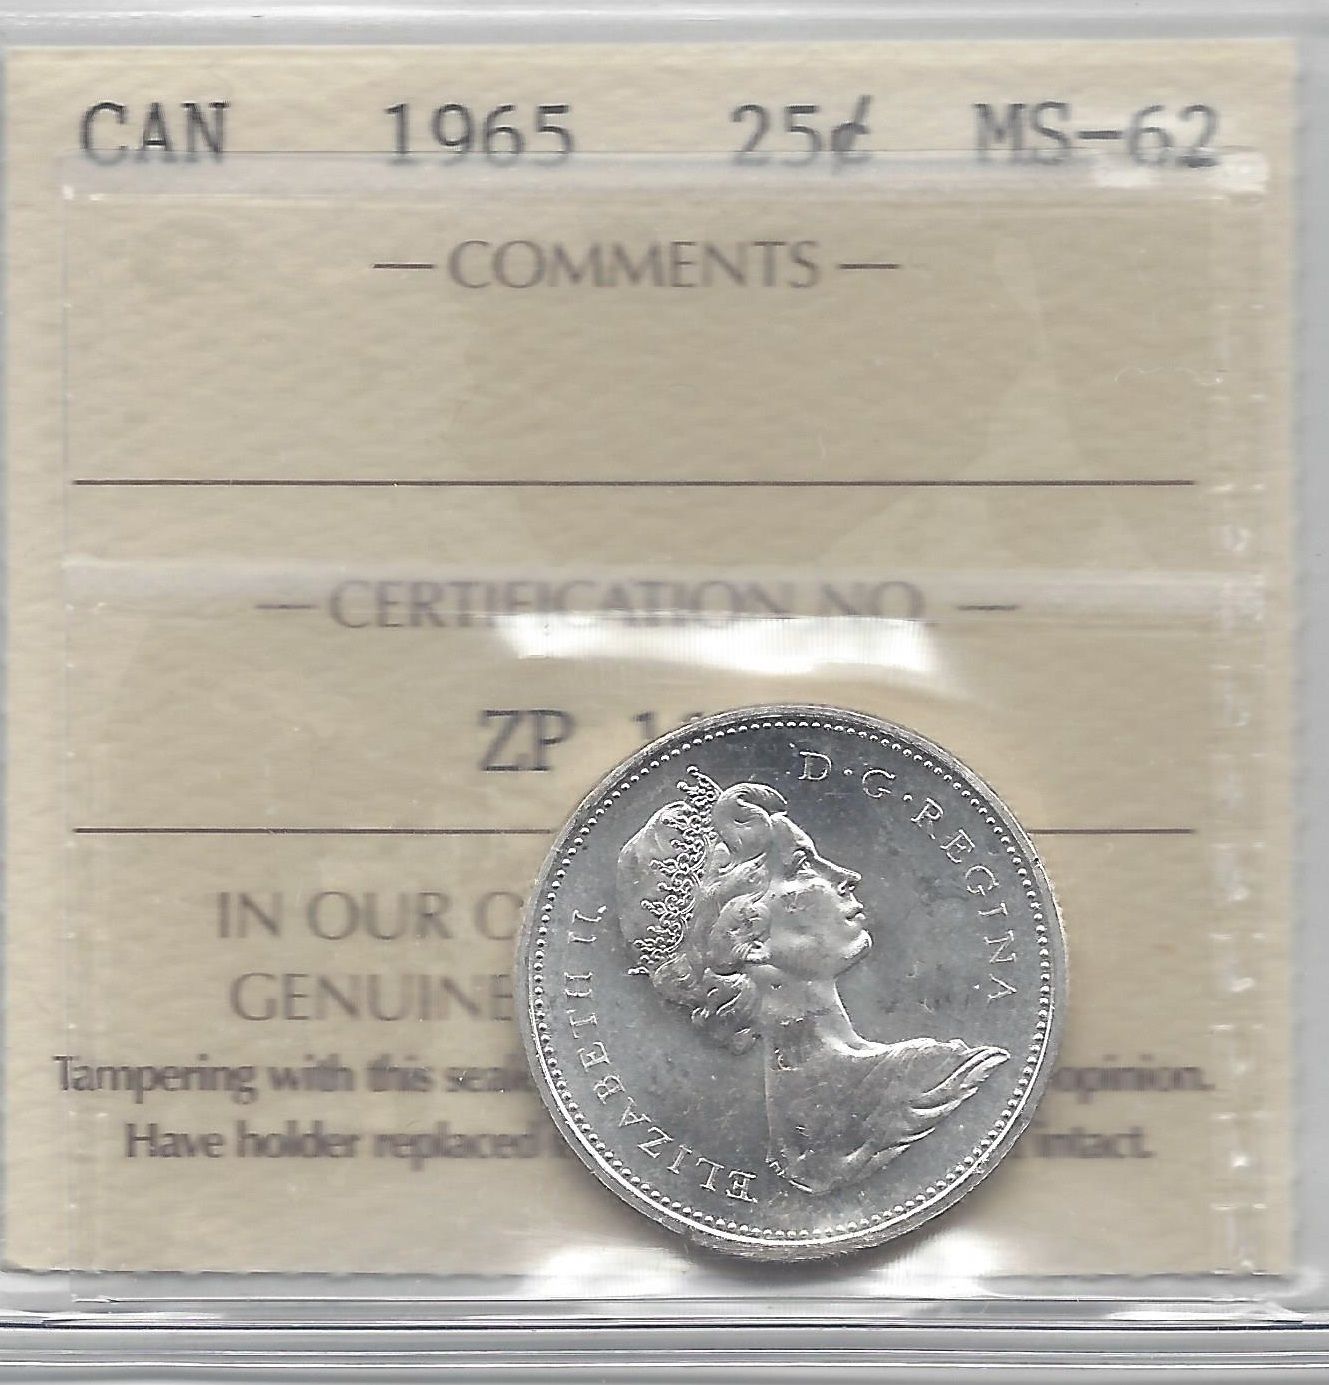 CAN 1965 25¢ MS-62
— COMMENTS —
— CERTIFICATION NO. —
ZP
IN OUR
GENUINE
Tampering with this seal opinion.
Have holder replaced intact.
ELIZABETH II D·G·REGINA